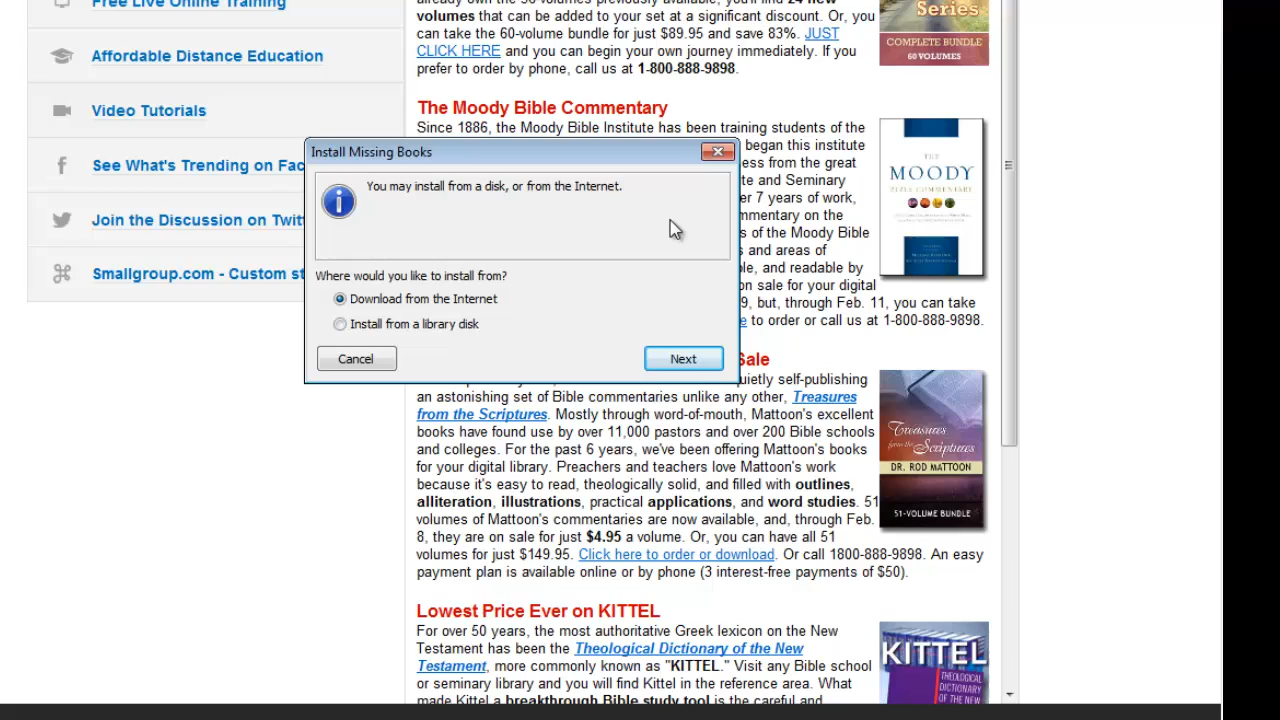 Free Live Online Training
Affordable Distance Education
Video Tutorials
See What's Trending on Fac
Join the Discussion on Twitt
Smallgroup.com - Custom st
already own the 36 volumes previously available, you'll find 24 new
volumes that can be added to your set at a significant discount. Or, you
can take the 60-volume bundle for just $89.95 and save 83%. JUST
CLICK HERE and you can begin your own journey immediately. If you
prefer to order by phone, call us at 1-800-888-9898.
Series
COMPLETE BUNDLE
60 VOLUMES
The Moody Bible Commentary
Since 1886, the Moody Bible Institute has been training students of the
began this institute
ess from the great
te and Seminary
er 7 years of work,
mmentary on the
s of the Moody Bible
s and areas of
ble, and readable by
on sale for your digital
9, but, through Feb. 11, you can take
e to order or call us at 1-800-888-9898.
THE
MOODY
BIBLE COMMENTARY
Install Missing Books
You may install from a disk, or from the Internet.
Where would you like to install from?
Download from the Internet
Install from a library disk
Cancel
Next
Sale
uietly self-publishing
an astonishing set of Bible commentaries unlike any other, Treasures
from the Scriptures. Mostly through word-of-mouth, Mattoon's excellent
books have found use by over 11,000 pastors and over 200 Bible schools
and colleges. For the past 6 years, we've been offering Mattoon's books
for your digital library. Preachers and teachers love Mattoon's work
because it's easy to read, theologically solid, and filled with outlines,
alliteration, illustrations, practical applications, and word studies. 51
volumes of Mattoon's commentaries are now available, and, through Feb.
8, they are on sale for just $4.95 a volume. Or, you can have all 51
volumes for just $149.95. Click here to order or download. Or call 1800-888-9898. An easy
payment plan is available online or by phone (3 interest-free payments of $50).
Treasures
from the
Scriptures
DR. ROD MATTOON
51-VOLUME BUNDLE
Lowest Price Ever on KITTEL
For over 50 years, the most authoritative Greek lexicon on the New
Testament has been the Theological Dictionary of the New
Testament, more commonly known as "KITTEL." Visit any Bible school
or seminary library and you will find Kittel in the reference area. What
made Kittel a breakthrough Bible study tool is the careful and
KITTEL
THEOLOGICAL
DICTIONARY
OF THE NEW